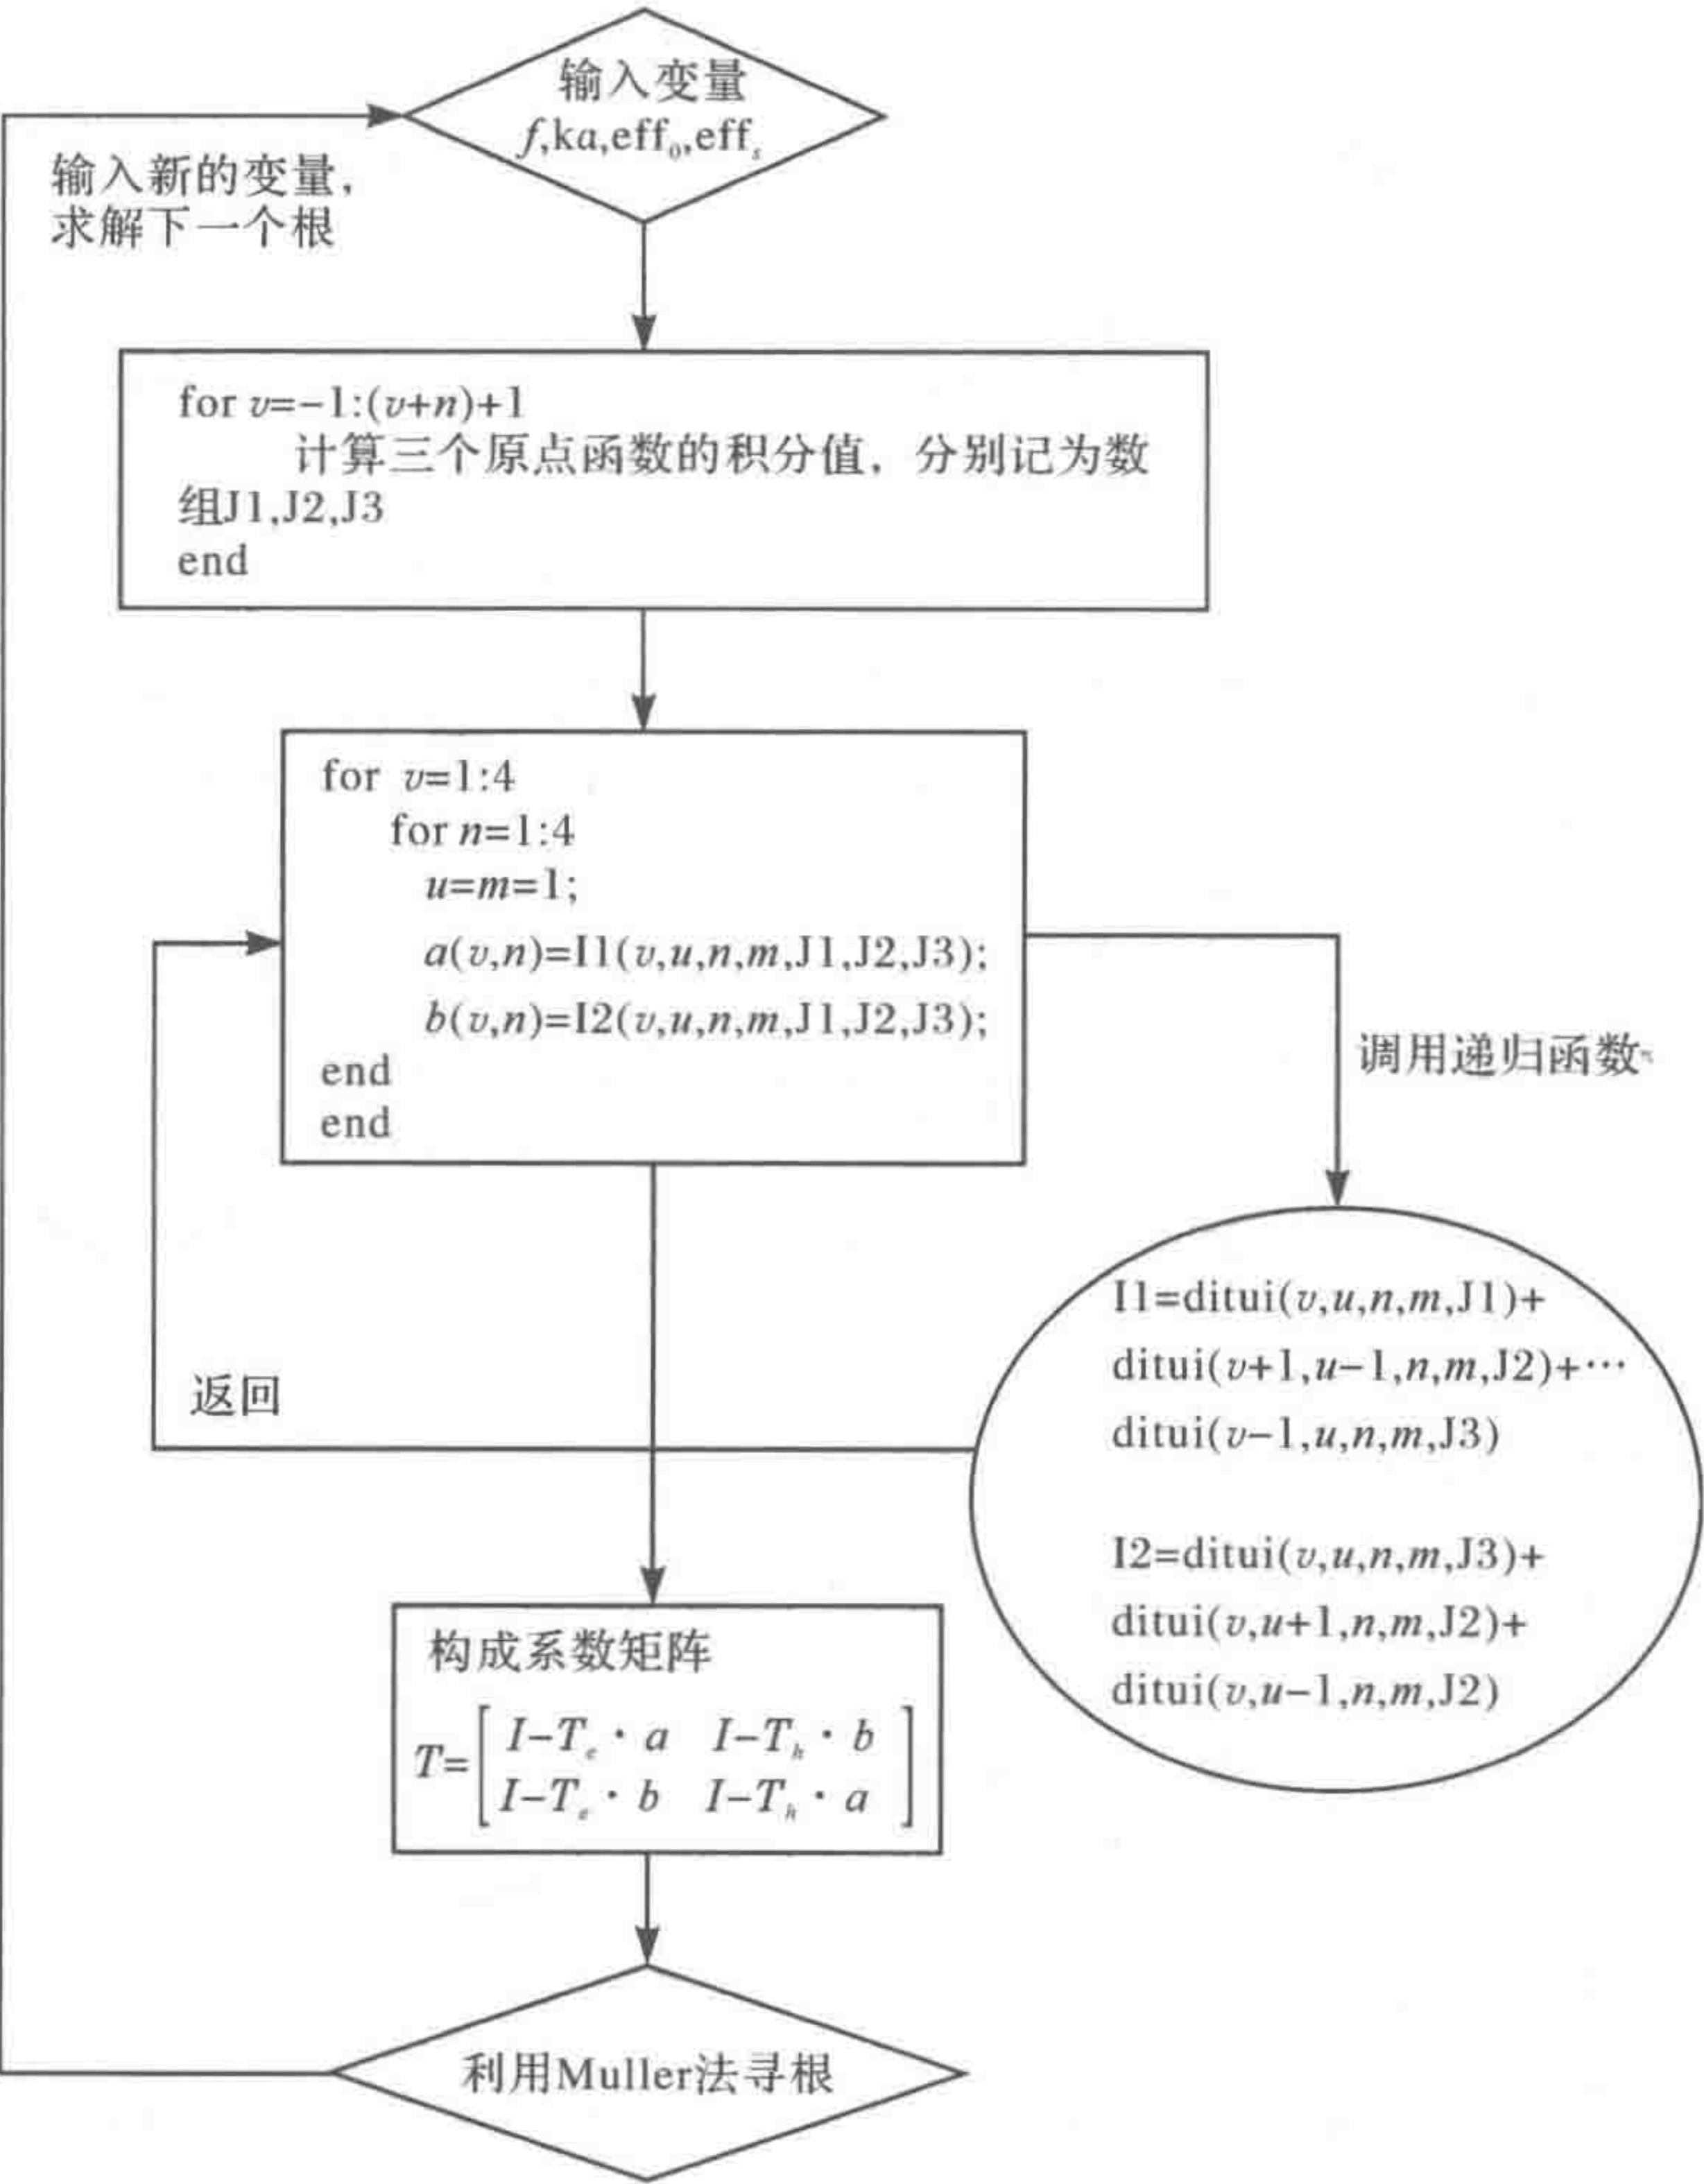 输入变量
f,ka,eff₀,effₛ
输入新的变量,
求解下一个根
for v=-1:(v+n)+1
计算三个原点函数的积分值，分别记为数
组J1,J2,J3
end
for v=1:4
for n=1:4
u=m=1;
a(v,n)=I1(v,u,n,m,J1,J2,J3);
b(v,n)=I2(v,u,n,m,J1,J2,J3);
end
end
调用递归函数
I1=ditui(v,u,n,m,J1)+
ditui(v+1,u-1,n,m,J2)+…
ditui(v-1,u,n,m,J3)
I2=ditui(v,u,n,m,J3)+
ditui(v,u+1,n,m,J2)+
ditui(v,u-1,n,m,J2)
返回
构成系数矩阵
T=[I-Tₑ·a I-Tₕ·b
I-Tₑ·b I-Tₕ·a]
利用Muller法寻根